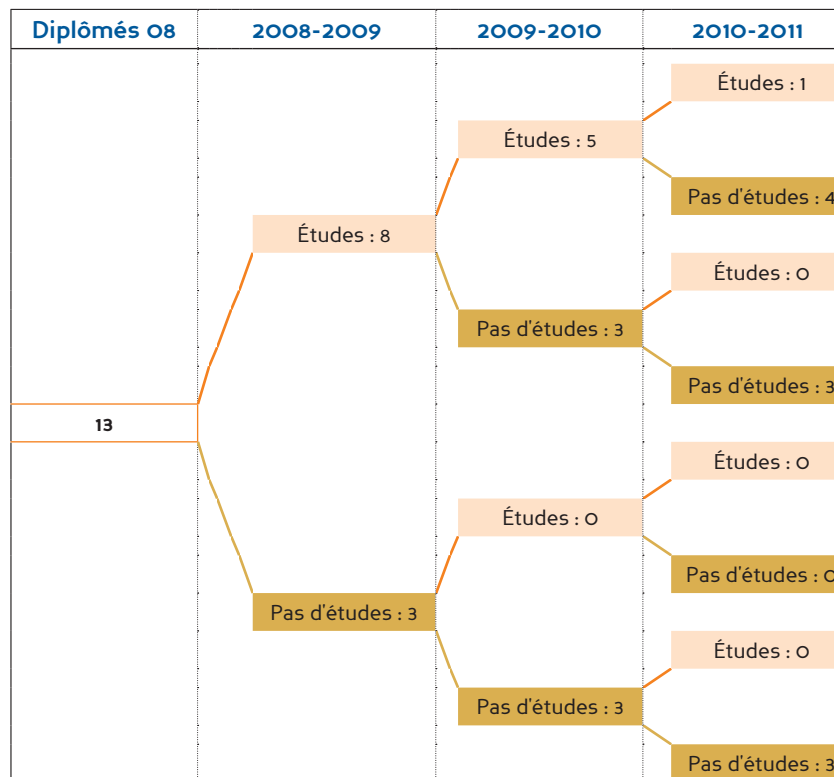 Diplômés 08 2008-2009 2009-2010 2010-2011
Études : 1
Études : 5
Pas d'études : 4
Études : 8
Études : 0
Pas d'études : 3
Pas d'études : 3
13
Études : 0
Études : 0
Pas d'études : 0
Pas d'études : 3
Études : 0
Pas d'études : 3
Pas d'études : 3